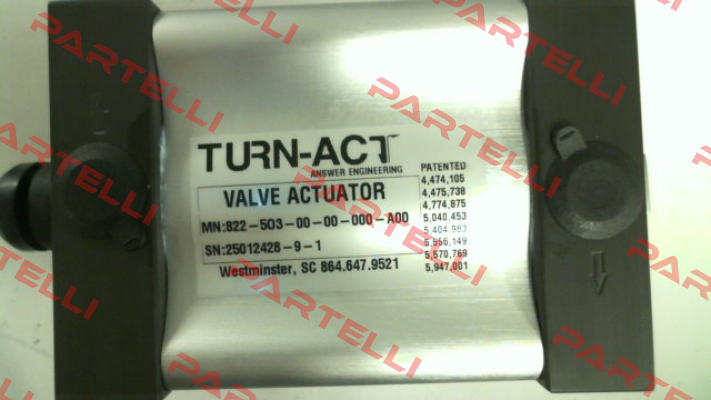 TURN-ACT
ANSWER ENGINEERING
VALVE ACTUATOR
MN:822-503-00-00-000-A00
SN:25012428-9-1
Westminster, SC 864.647.9521
PATENTED
4,474,105
4,475,738
4,774,875
5,040,453
5,404,983
5,556,149
5,570,769
5,947,001
PARTELLI
PARTELLI
PARTELLI
PARTELLI
PARTELLI
PARTELLI
PARTELLI